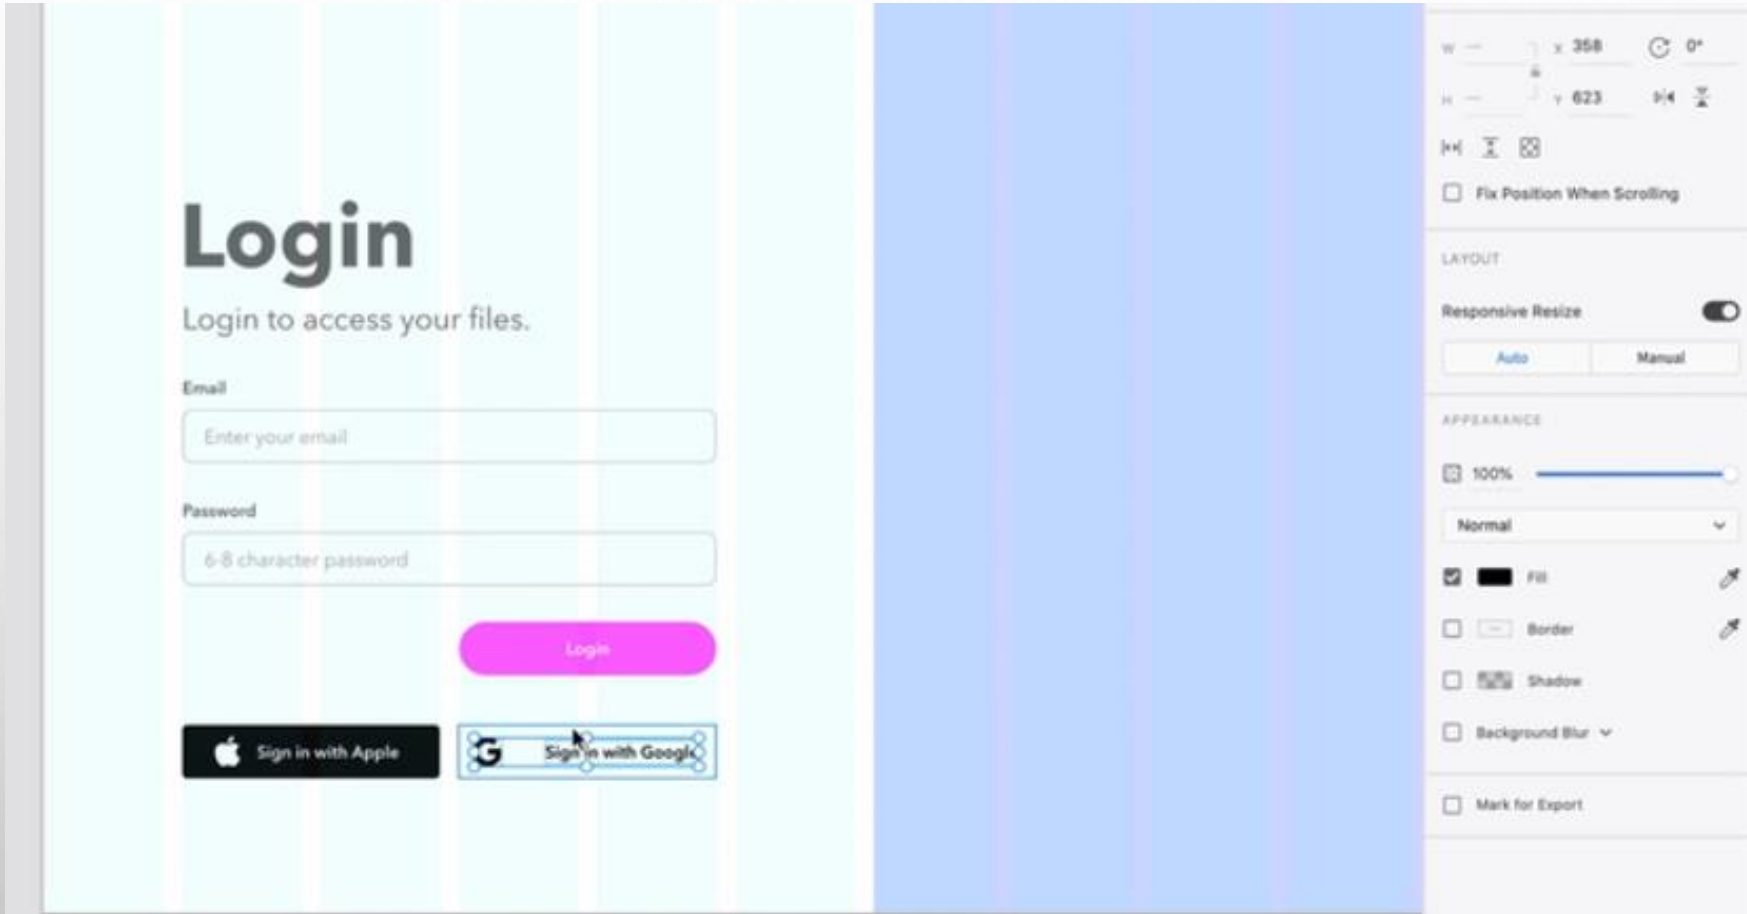 Login
Login to access your files.
Email
Enter your email
Password
6-8 character password
Login
Sign in with Apple
G Sign in with Google
W — X 358 0°
H — Y 623
Fix Position When Scrolling
LAYOUT
Responsive Resize
Auto Manual
APPEARANCE
100%
Normal
Fill
Border
Shadow
Background Blur
Mark for Export